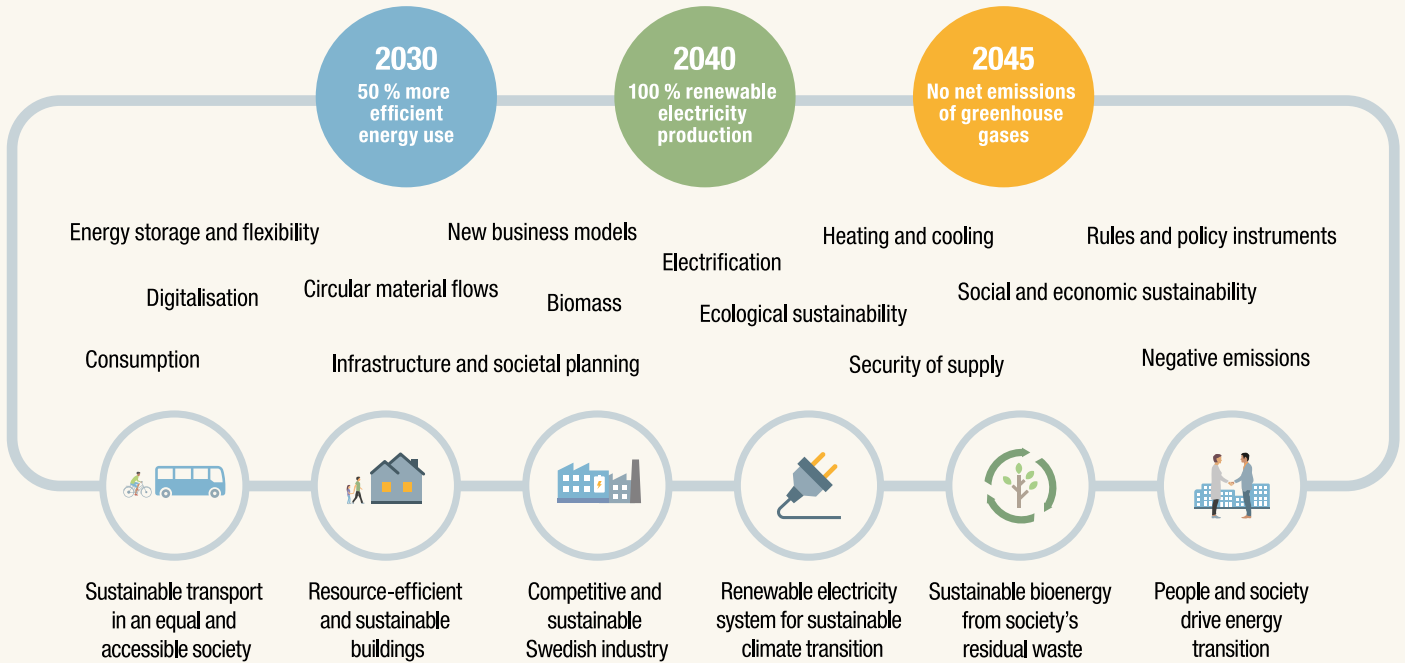 2030
50 % more
efficient
energy use
2040
100 % renewable
electricity
production
2045
No net emissions
of greenhouse
gases
Energy storage and flexibility
New business models
Electrification
Heating and cooling
Rules and policy instruments
Digitalisation
Circular material flows
Biomass
Ecological sustainability
Social and economic sustainability
Consumption
Infrastructure and societal planning
Security of supply
Negative emissions
Sustainable transport
in an equal and
accessible society
Resource-efficient
and sustainable
buildings
Competitive and
sustainable
Swedish industry
Renewable electricity
system for sustainable
climate transition
Sustainable bioenergy
from society’s
residual waste
People and society
drive energy
transition